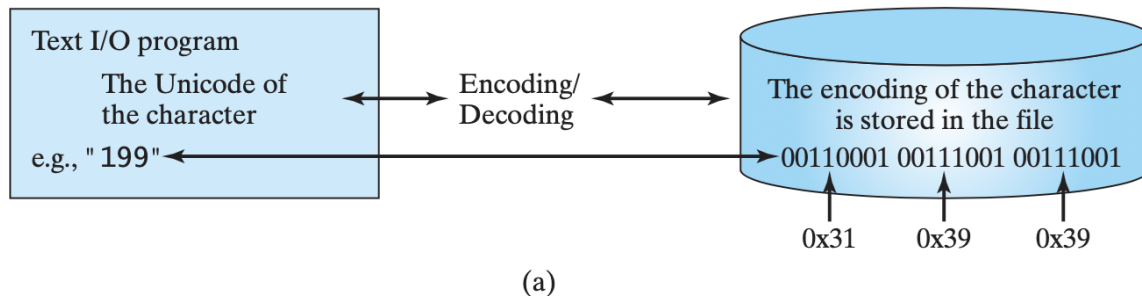 Text I/O program
The Unicode of
the character
e.g., "199"
Encoding/
Decoding
The encoding of the character
is stored in the file
00110001 00111001 00111001
0x31 0x39 0x39
(a)